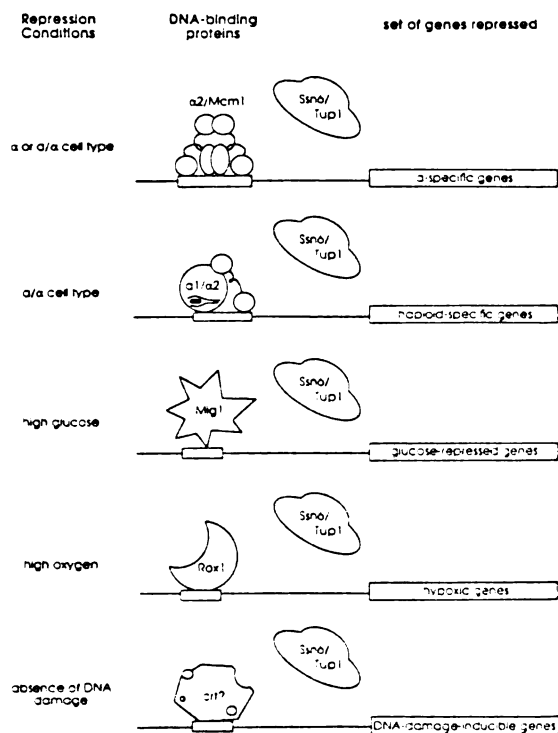 Repression Conditions
DNA-binding proteins
set of genes repressed
α2/Mcm1
Ssn6/
Tup1
α or a/α cell type
a-specific genes
Ssn6/
Tup1
a1/α2
a/α cell type
haploid-specific genes
Ssn6/
Tup1
Mig1
high glucose
glucose-repressed genes
Ssn6/
Tup1
Rox1
high oxygen
hypoxic genes
Ssn6/
Tup1
absence of DNA
damage
crt?
DNA-damage-inducible genes